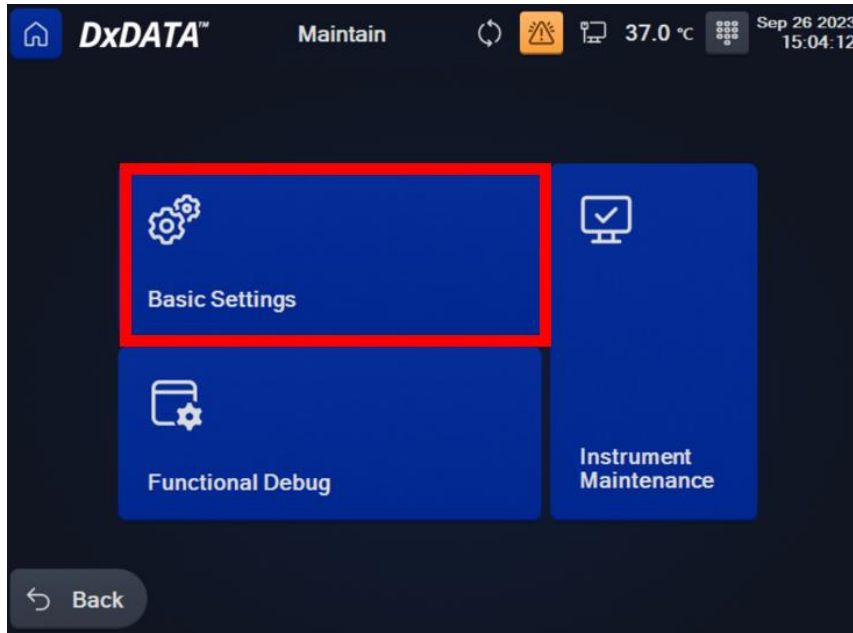 DxDATA™ Maintain 37.0 ℃ Sep 26 2023
15:04:12
Basic Settings
Functional Debug
Instrument
Maintenance
Back